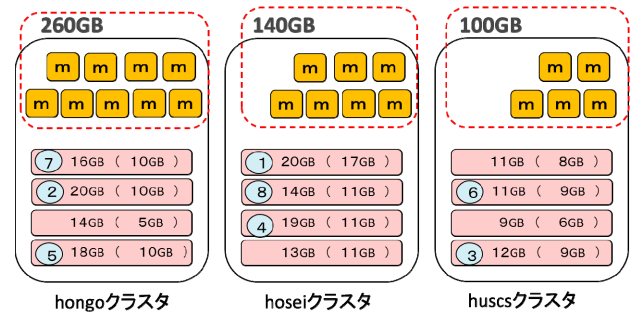 260GB
m m m m
m m m m m
7 16GB ( 10GB )
2 20GB ( 10GB )
14GB ( 5GB )
5 18GB ( 10GB )
hongoクラスタ
140GB
m m m
m m m m
1 20GB ( 17GB )
8 14GB ( 11GB )
4 19GB ( 11GB )
13GB ( 11GB )
hoseiクラスタ
100GB
m m
m m m
11GB ( 8GB )
6 11GB ( 9GB )
9GB ( 6GB )
3 12GB ( 9GB )
huscsクラスタ